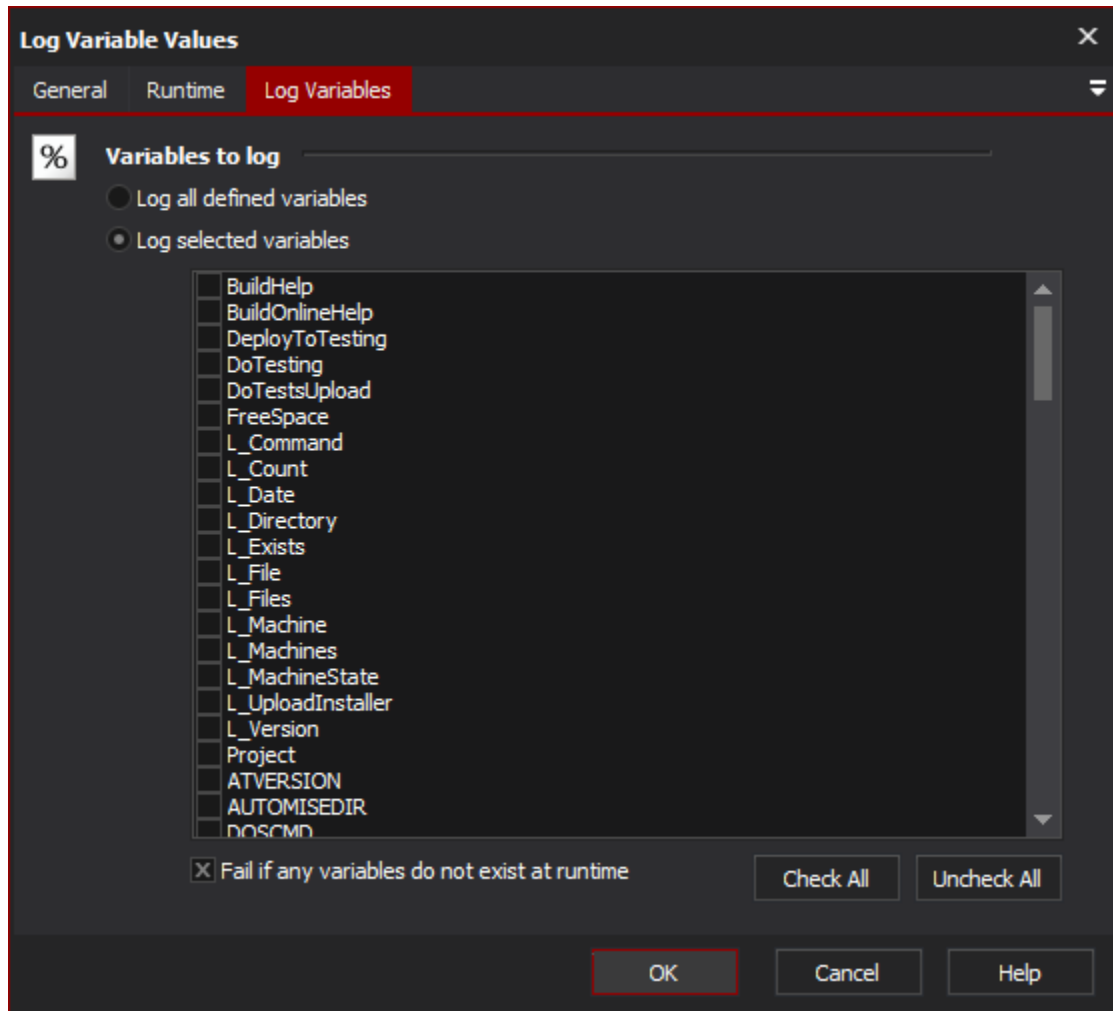 Log Variable Values
General Runtime Log Variables
% Variables to log
Log all defined variables
Log selected variables
BuildHelp
BuildOnlineHelp
DeployToTesting
DoTesting
DoTestsUpload
FreeSpace
L_Command
L_Count
L_Date
L_Directory
L_Exists
L_File
L_Files
L_Machine
L_Machines
L_MachineState
L_UploadInstaller
L_Version
Project
ATVERSION
AUTOMISEDIR
DOSCMD
Fail if any variables do not exist at runtime
Check All Uncheck All
OK Cancel Help